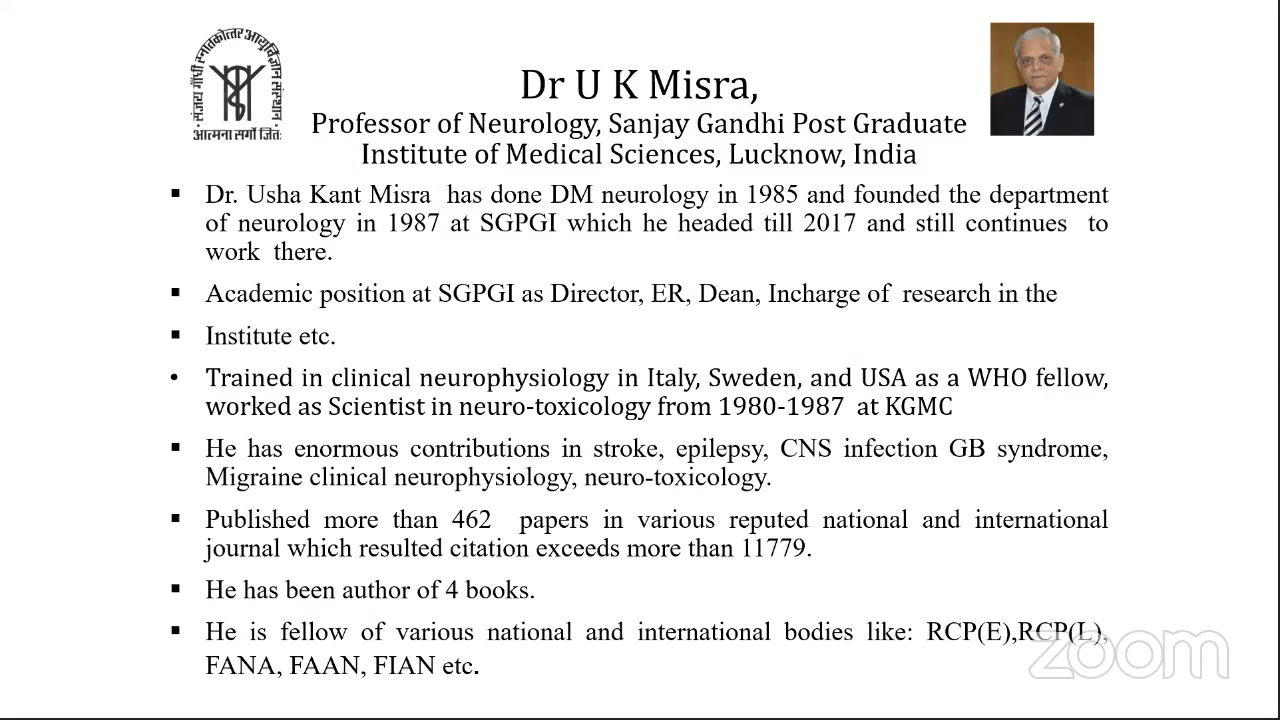 संजय गाँधी स्नातकोत्तर आयुर्विज्ञान संस्थान
आत्मना सर्गो जितः
Dr U K Misra,
Professor of Neurology, Sanjay Gandhi Post Graduate
Institute of Medical Sciences, Lucknow, India
▪ Dr. Usha Kant Misra has done DM neurology in 1985 and founded the department
of neurology in 1987 at SGPGI which he headed till 2017 and still continues to
work there.
▪ Academic position at SGPGI as Director, ER, Dean, Incharge of research in the
▪ Institute etc.
• Trained in clinical neurophysiology in Italy, Sweden, and USA as a WHO fellow,
worked as Scientist in neuro-toxicology from 1980-1987 at KGMC
▪ He has enormous contributions in stroke, epilepsy, CNS infection GB syndrome,
Migraine clinical neurophysiology, neuro-toxicology.
▪ Published more than 462 papers in various reputed national and international
journal which resulted citation exceeds more than 11779.
▪ He has been author of 4 books.
▪ He is fellow of various national and international bodies like: RCP(E),RCP(L),
FANA, FAAN, FIAN etc.
zoom